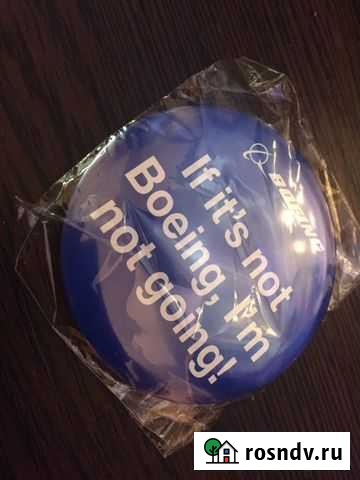 BOEING
If it's not
Boeing, I'm
not going!
rosndv.ru